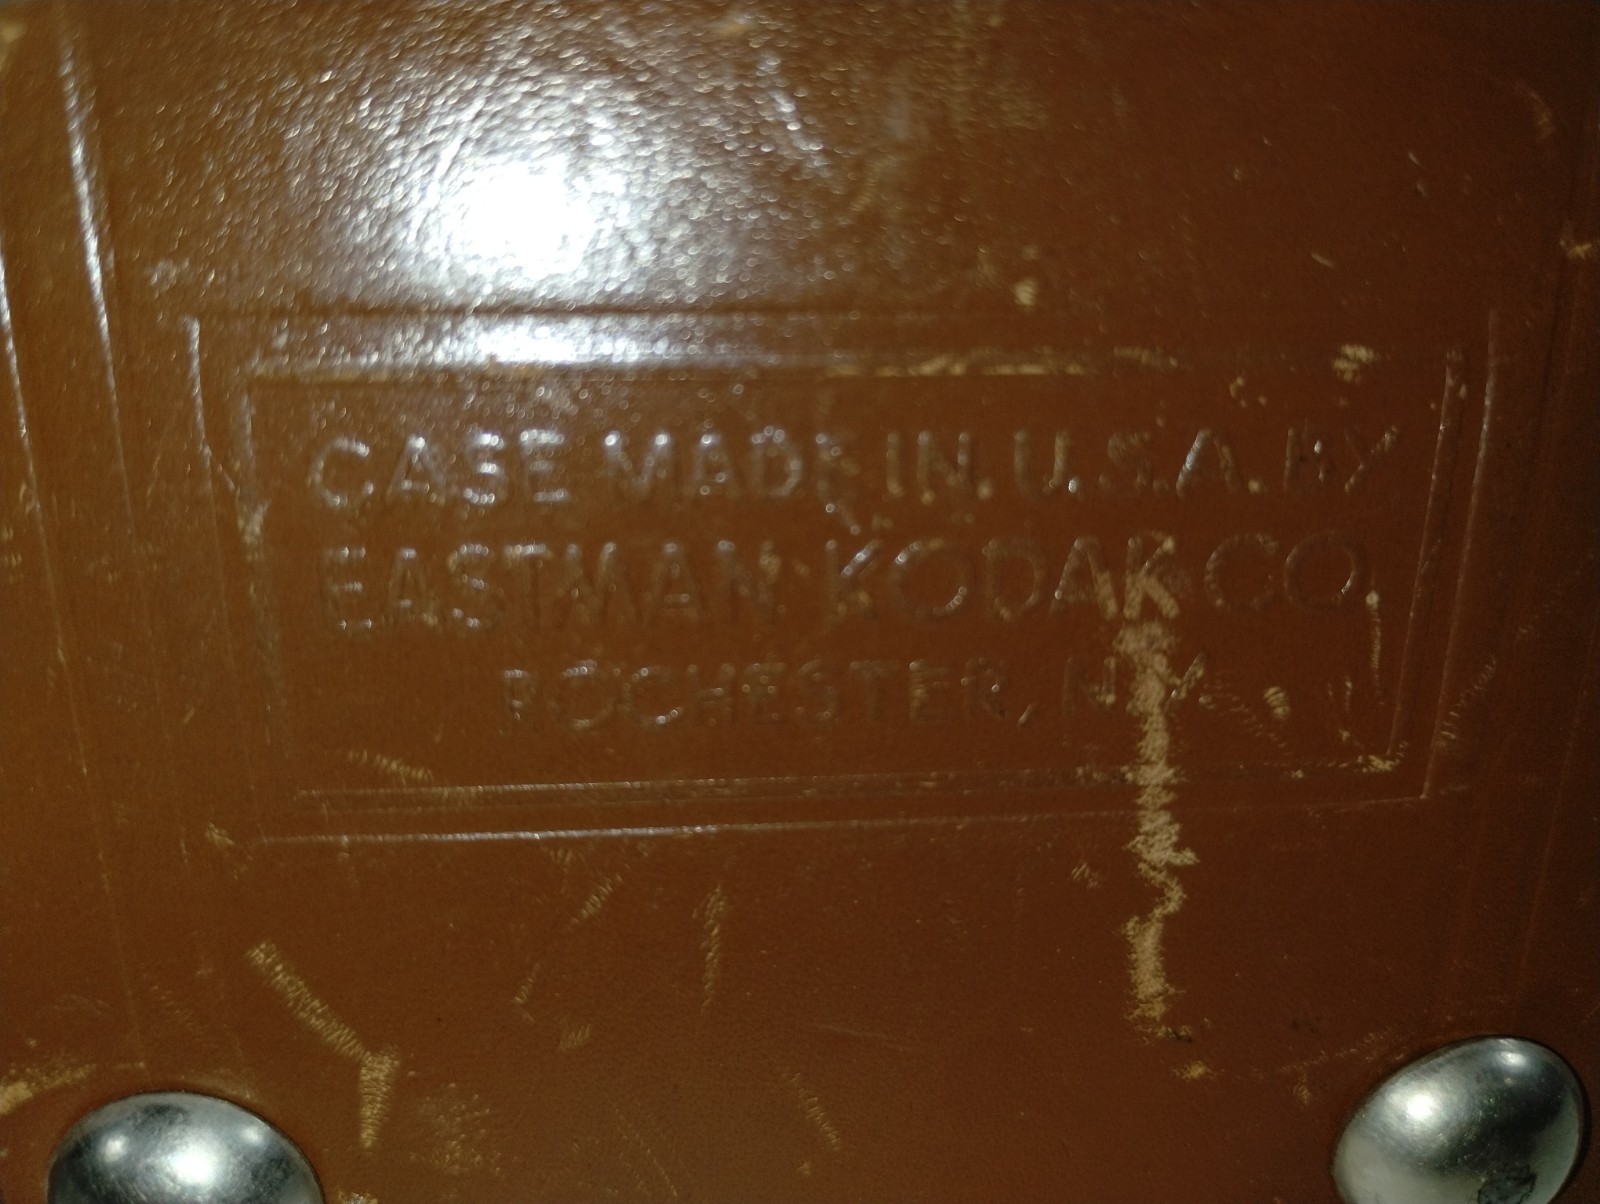 CASE MADE IN U.S.A. BY
EASTMAN KODAK CO.
ROCHESTER, N.Y.